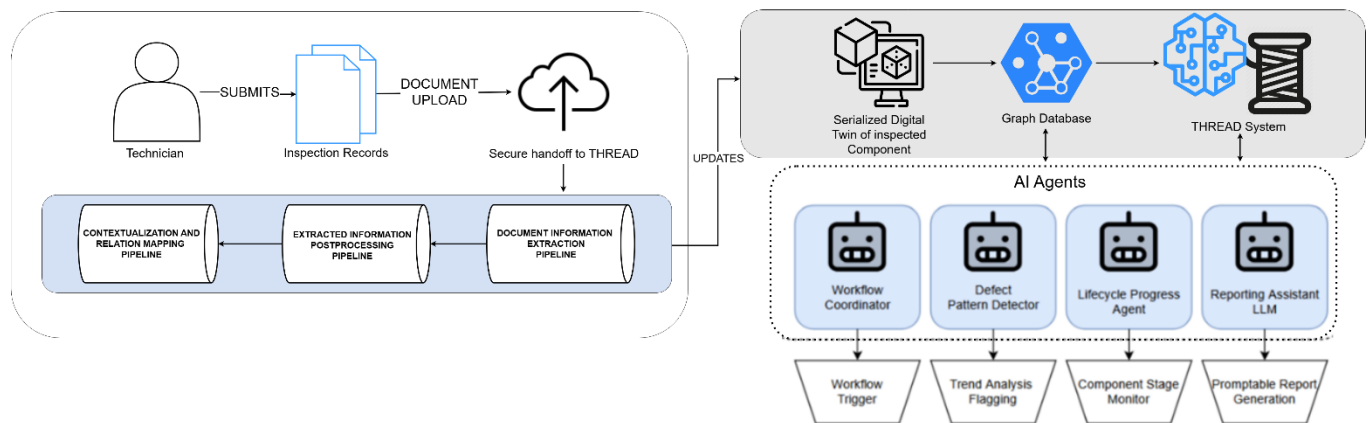 SUBMITS
DOCUMENT
UPLOAD
Technician
Inspection Records
Secure handoff to THREAD
CONTEXTUALIZATION AND
RELATION MAPPING
PIPELINE
EXTRACTED INFORMATION
POSTPROCESSING
PIPELINE
DOCUMENT INFORMATION
EXTRACTION
PIPELINE
UPDATES
Serialized Digital
Twin of inspected
Component
Graph Database
THREAD System
AI Agents
Workflow
Coordinator
Defect
Pattern Detector
Lifecycle Progress
Agent
Reporting Assistant
LLM
Workflow
Trigger
Trend Analysis
Flagging
Component Stage
Monitor
Promptable Report
Generation